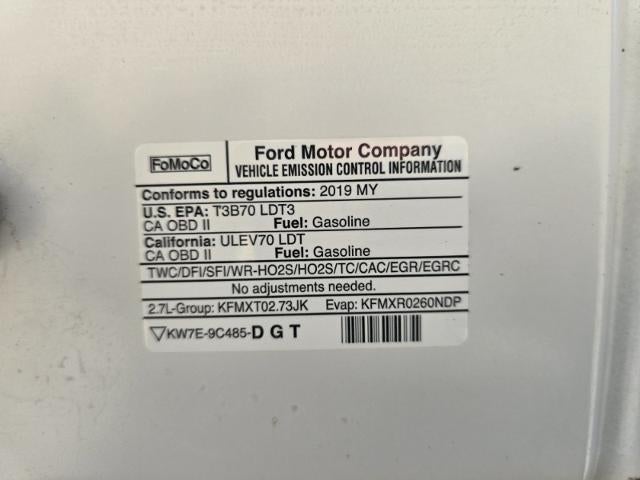 FoMoCo
Ford Motor Company
VEHICLE EMISSION CONTROL INFORMATION
Conforms to regulations: 2019 MY
U.S. EPA: T3B70 LDT3
CA OBD II Fuel: Gasoline
California: ULEV70 LDT
CA OBD II Fuel: Gasoline
TWC/DFI/SFI/WR-HO2S/HO2S/TC/CAC/EGR/EGRC
No adjustments needed.
2.7L-Group: KFMXT02.73JK Evap: KFMXR0260NDP
KW7E-9C485-D G T